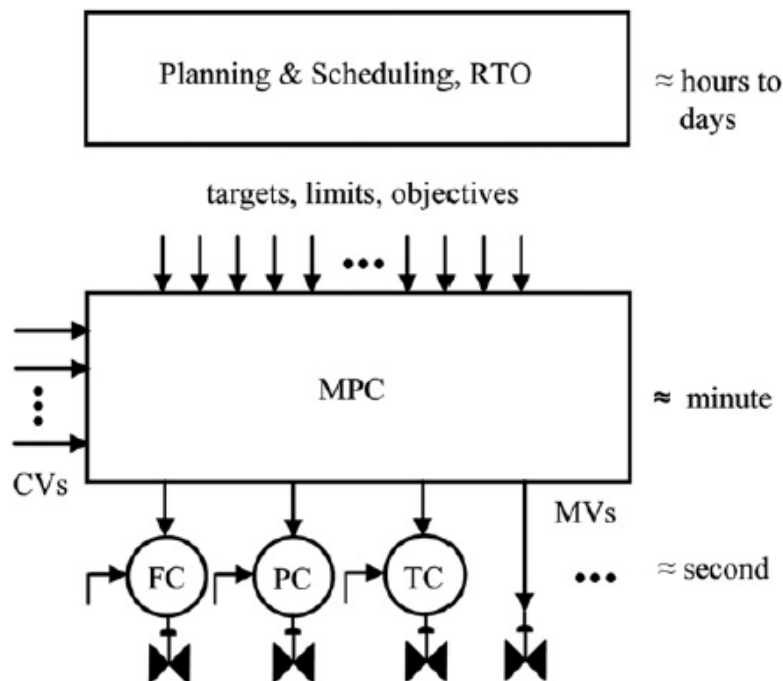 Planning & Scheduling, RTO
≈ hours to
days
targets, limits, objectives
MPC
≈ minute
CVs
MVs
FC
PC
TC
≈ second